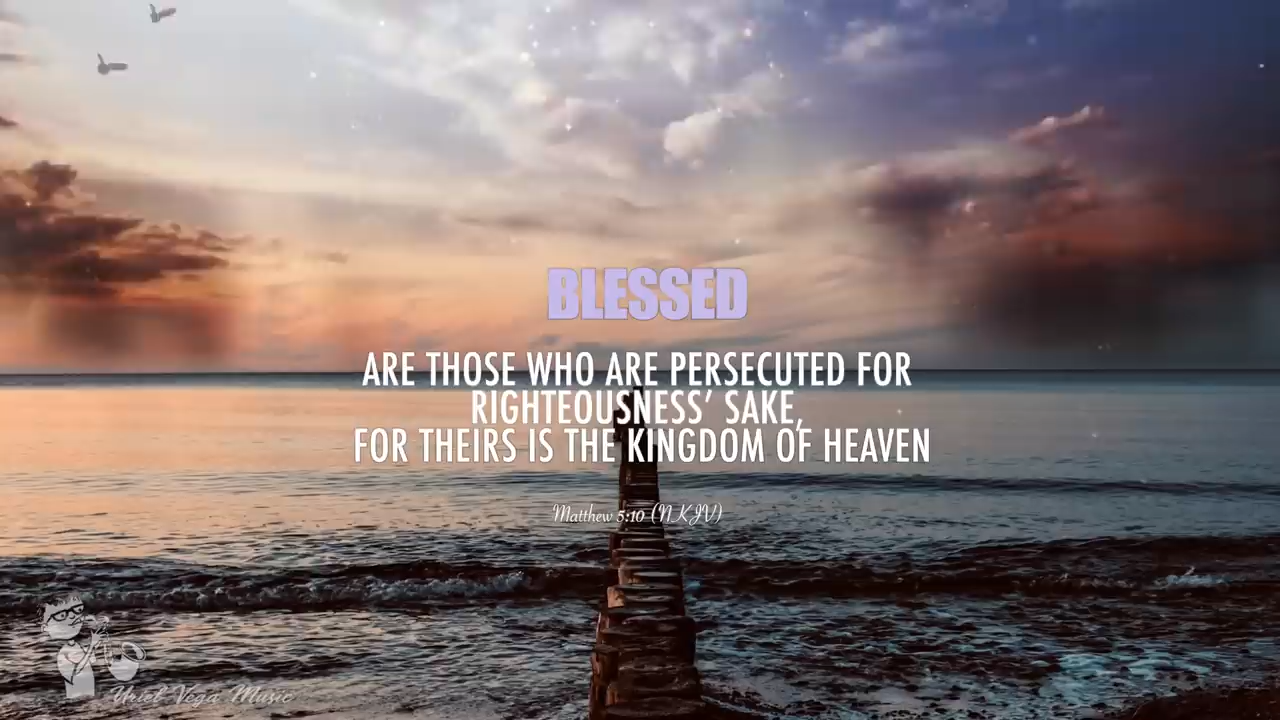 BLESSED
ARE THOSE WHO ARE PERSECUTED FOR
RIGHTEOUSNESS’ SAKE,
FOR THEIRS IS THE KINGDOM OF HEAVEN
Matthew 5:10 (NKJV)
Uriel Vega Music